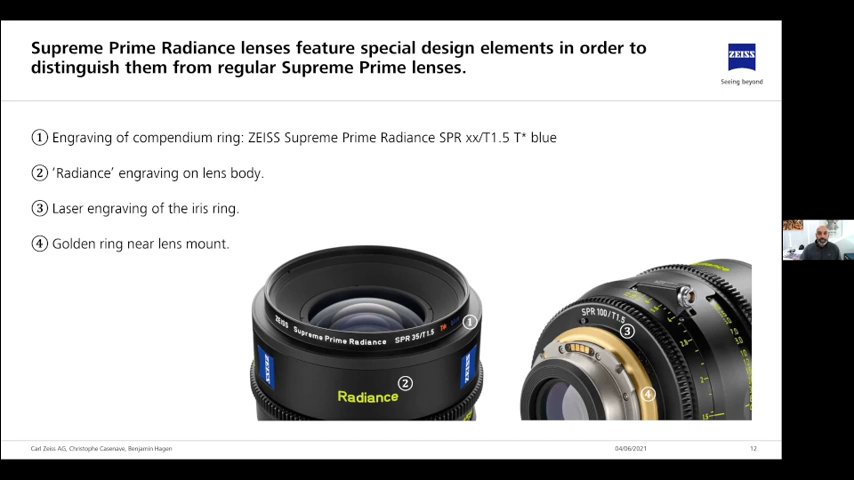 Supreme Prime Radiance lenses feature special design elements in order to
distinguish them from regular Supreme Prime lenses.
ZEISS
Seeing beyond
1 Engraving of compendium ring: ZEISS Supreme Prime Radiance SPR xx/T1.5 T* blue
2 ‘Radiance’ engraving on lens body.
3 Laser engraving of the iris ring.
4 Golden ring near lens mount.
ZEISS Supreme Prime Radiance SPR 35/T1.5 T* 1
ZEISS
ZEISS
Radiance 2
SPR 100/T1.5
3
4
Carl Zeiss AG, Christophe Casenave, Benjamin Hagen
04/06/2021
12